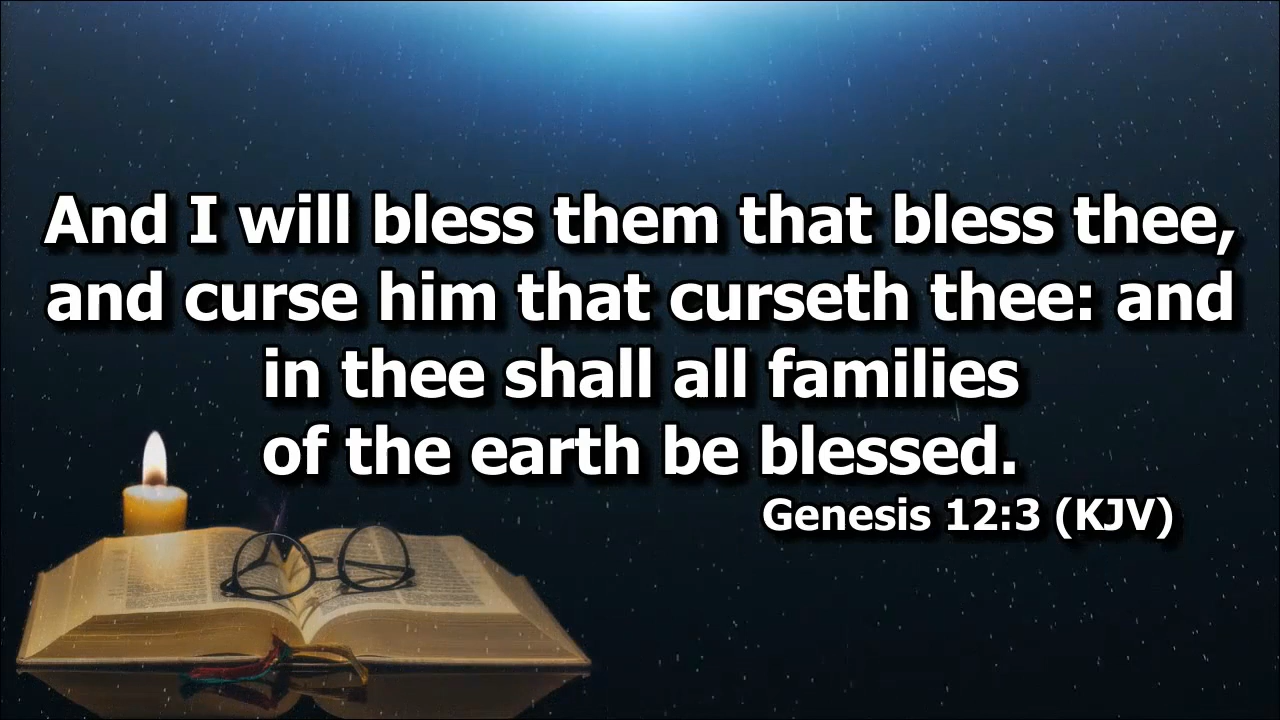 And I will bless them that bless thee,
and curse him that curseth thee: and
in thee shall all families
of the earth be blessed.
Genesis 12:3 (KJV)